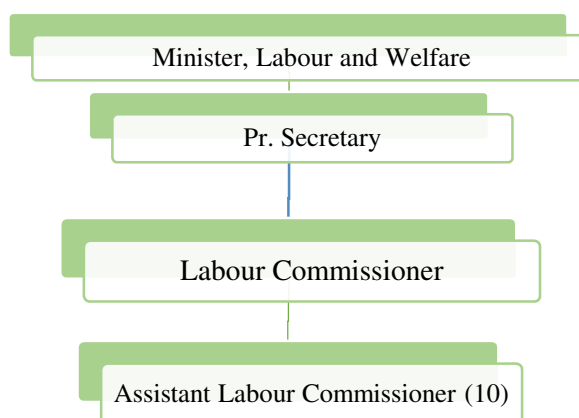 Minister, Labour and Welfare
Pr. Secretary
Labour Commissioner
Assistant Labour Commissioner (10)